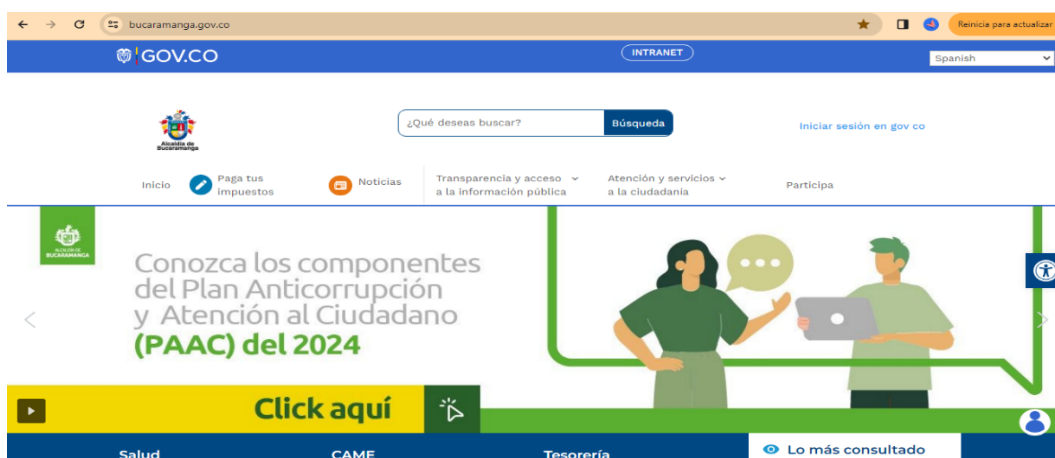 bucaramanga.gov.co
Reinicia para actualizar
GOV.CO
INTRANET
Spanish
Alcaldía de
Bucaramanga
¿Qué deseas buscar?
Búsqueda
Iniciar sesión en gov co
Inicio
Paga tus
impuestos
Noticias
Transparencia y acceso
a la información pública
Atención y servicios
a la ciudadanía
Participa
ALCALDÍA DE
BUCARAMANGA
Conozca los componentes
del Plan Anticorrupción
y Atención al Ciudadano
(PAAC) del 2024
Click aquí
Salud
CAME
Tesorería
Lo más consultado